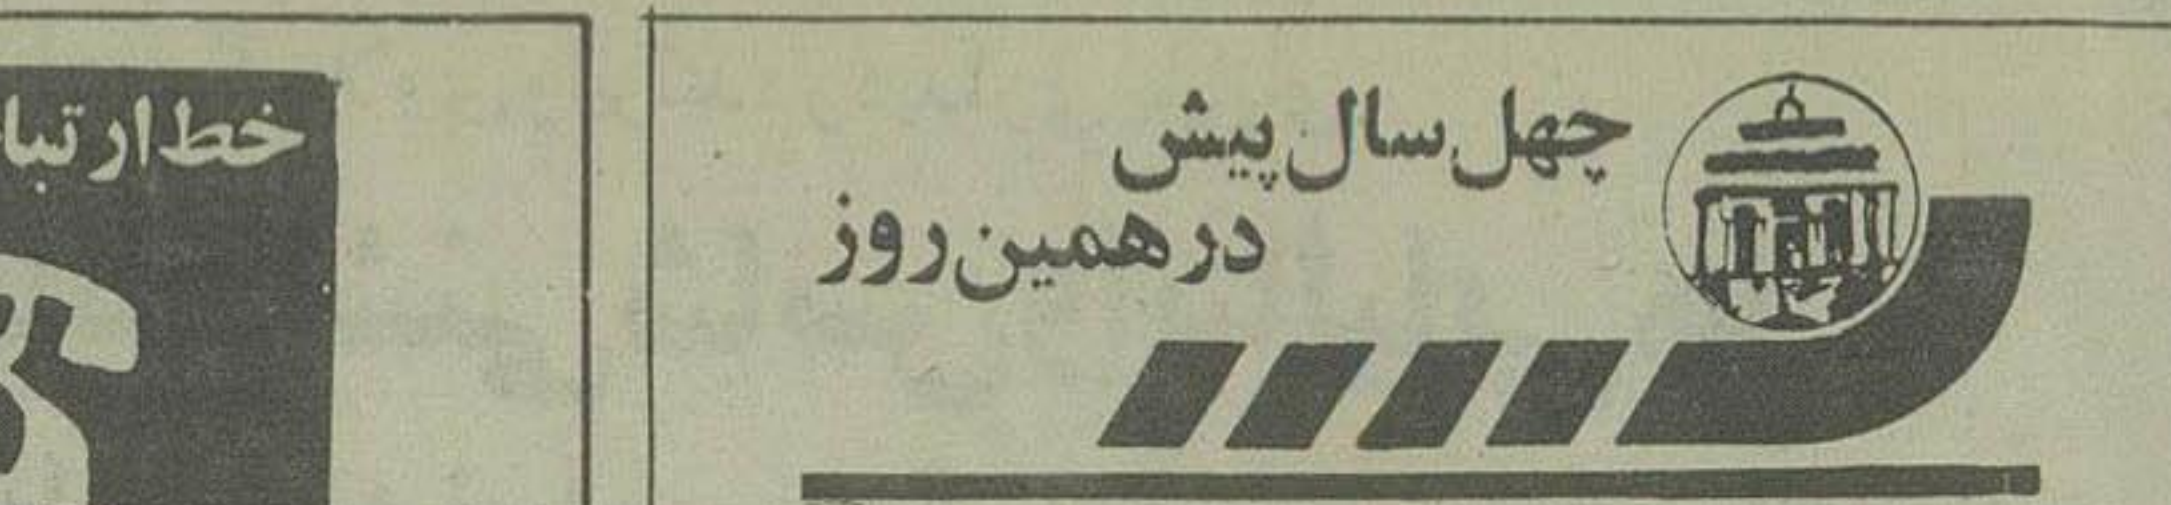 چهل سال پیش
در همین روز
خط ارتبا